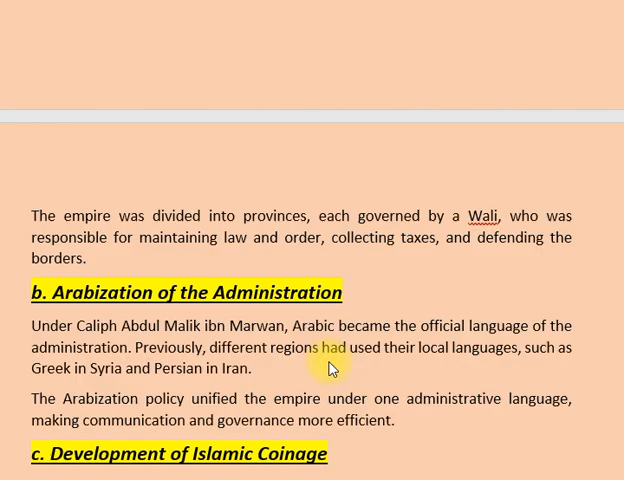 The empire was divided into provinces, each governed by a Wali, who was
responsible for maintaining law and order, collecting taxes, and defending the
borders.
b. Arabization of the Administration
Under Caliph Abdul Malik ibn Marwan, Arabic became the official language of the
administration. Previously, different regions had used their local languages, such as
Greek in Syria and Persian in Iran.
The Arabization policy unified the empire under one administrative language,
making communication and governance more efficient.
c. Development of Islamic Coinage